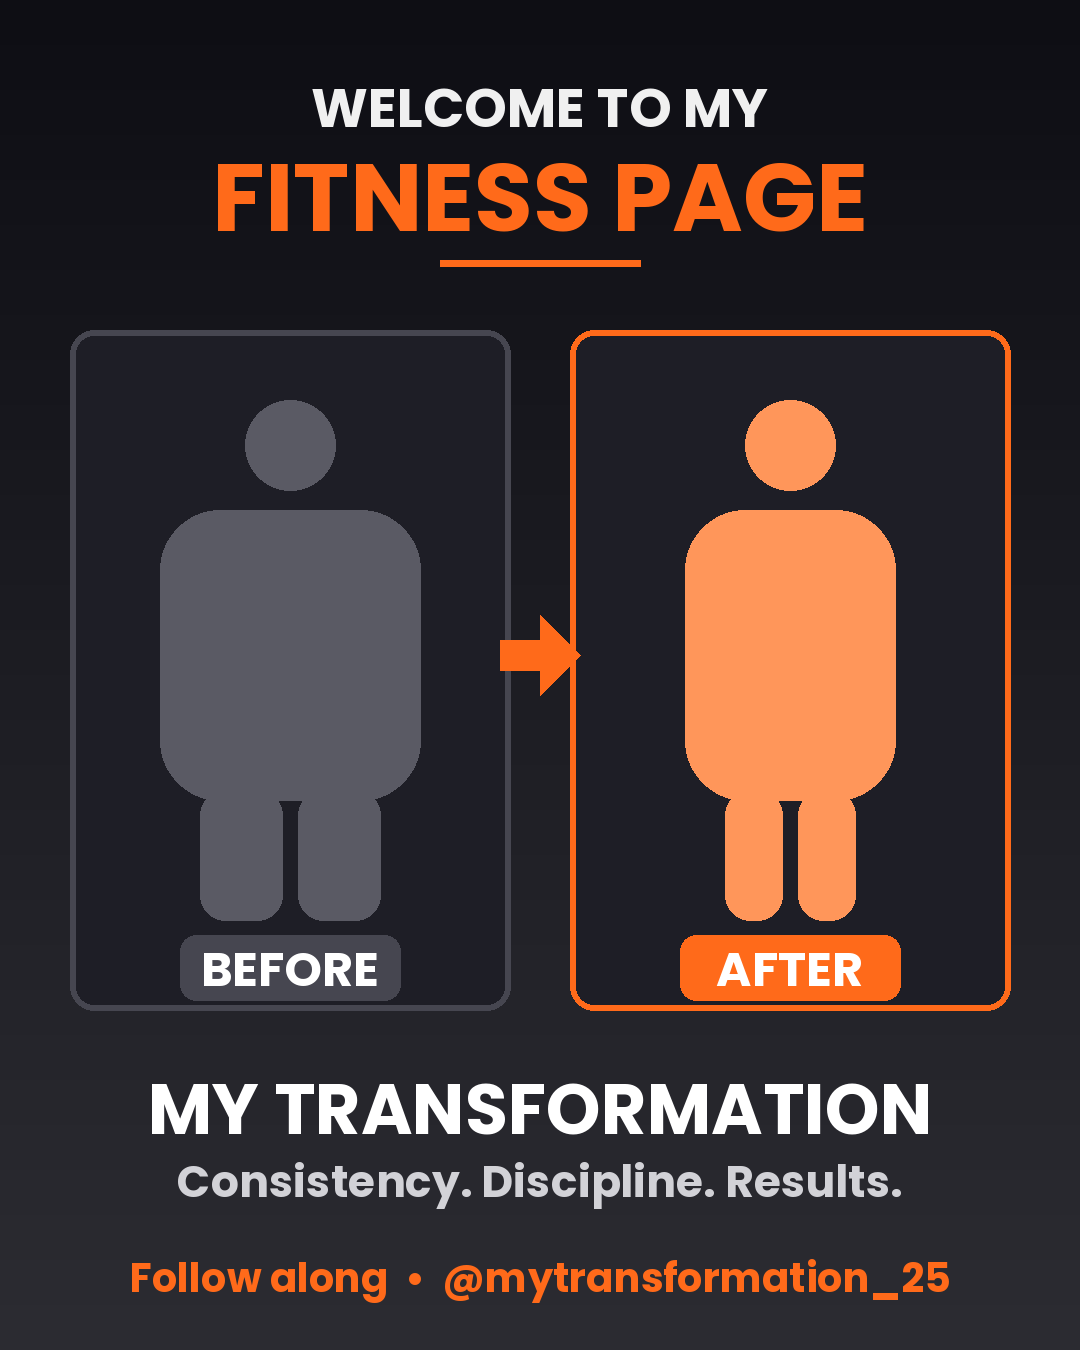 WELCOME TO MY
FITNESS PAGE
BEFORE
AFTER
MY TRANSFORMATION
Consistency. Discipline. Results.
Follow along • @mytransformation_25